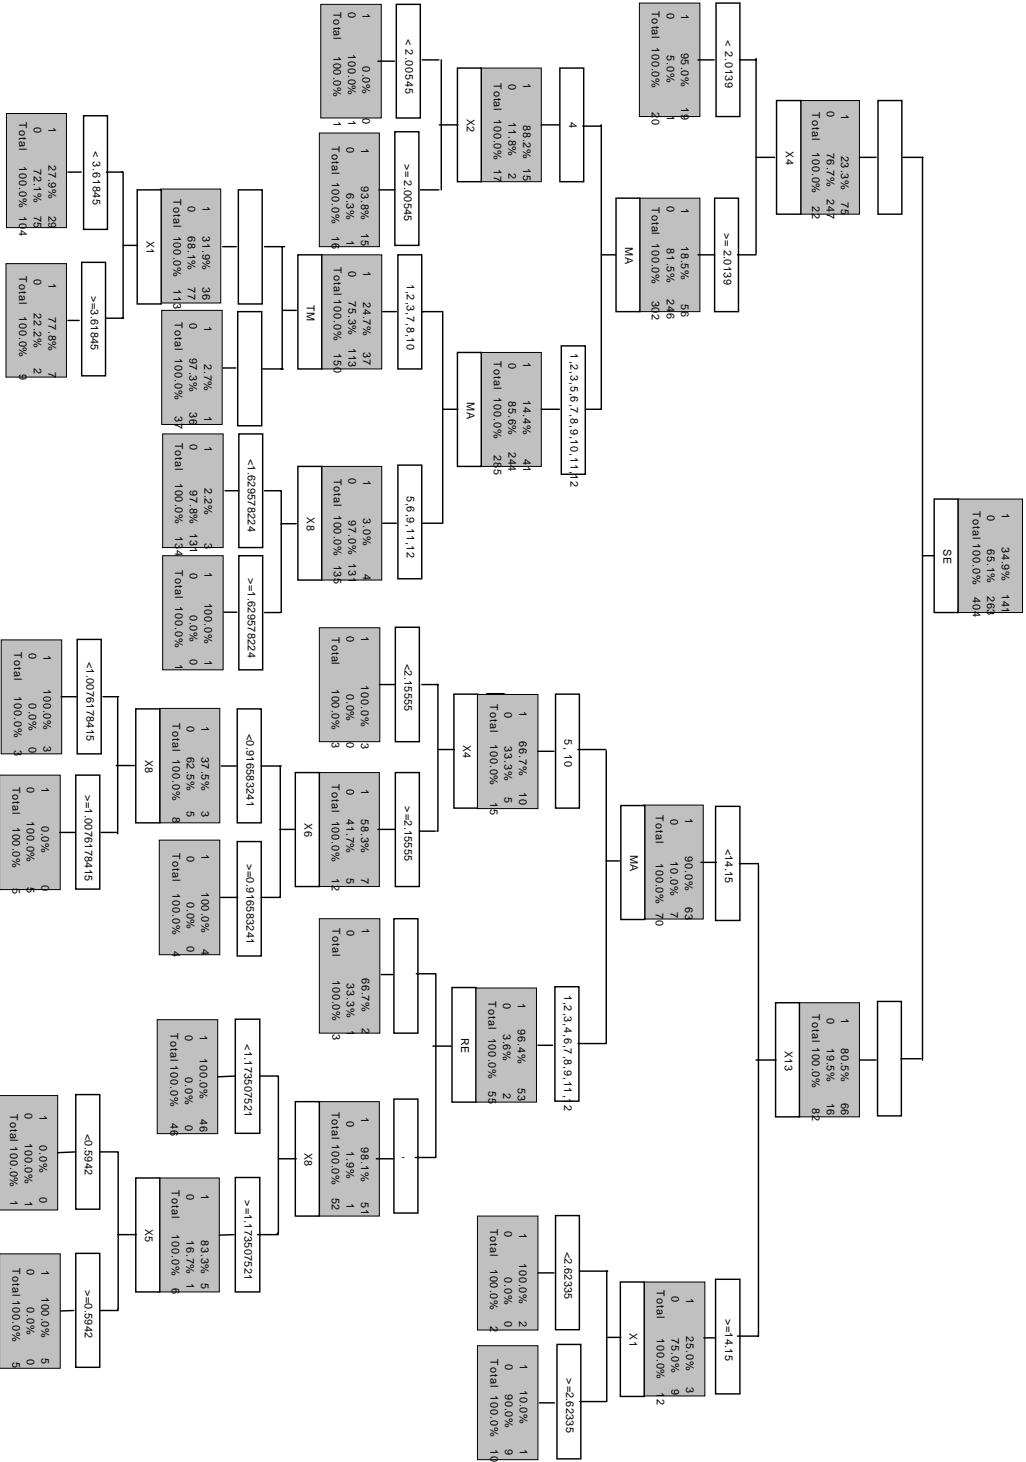 1 34.9% 141
0 65.1% 263
Total 100.0% 404
SE
1 23.3% 75
0 76.7% 247
Total 100.0% 22
X4
1 80.5% 66
0 19.5% 16
Total 100.0% 82
X13
< 2.0139
1 95.0% 19
0 5.0% 1
Total 100.0% 20
>= 2.0139
1 18.5% 56
0 81.5% 246
Total 100.0% 302
MA
<14.15
1 90.0% 63
0 10.0% 7
Total 100.0% 70
MA
>=14.15
1 25.0% 3
0 75.0% 9
Total 100.0% 12
X1
4
1 88.2% 15
0 11.8% 2
Total 100.0% 17
X2
1,2,3,5,6,7,8,9,10,11,12
1 14.4% 41
0 85.6% 244
Total 100.0% 285
MA
5, 10
1 66.7% 10
0 33.3% 5
Total 100.0% 15
X4
1,2,3,4,6,7,8,9,11,12
1 96.4% 53
0 3.6% 2
Total 100.0% 55
RE
<2.62335
1 100.0% 2
0 0.0% 0
Total 100.0% 2
>=2.62335
1 10.0% 1
0 90.0% 9
Total 100.0% 10
< 2.00545
1 0.0% 0
0 100.0% 1
Total 100.0% 1
>= 2.00545
1 93.8% 15
0 6.3% 1
Total 100.0% 16
1,2,3,7,8,10
1 24.7% 37
0 75.3% 113
Total 100.0% 150
TM
5,6,9,11,12
1 3.0% 4
0 97.0% 131
Total 100.0% 135
X8
<2.15555
1 100.0% 3
0 0.0% 0
Total 100.0% 3
>=2.15555
1 58.3% 7
0 41.7% 5
Total 100.0% 12
X6
1 66.7% 2
0 33.3% 1
Total 100.0% 3
.
1 98.1% 51
0 1.9% 1
Total 100.0% 52
X8
1 31.9% 36
0 68.1% 77
Total 100.0% 113
X1
1 2.7% 1
0 97.3% 36
Total 100.0% 37
<1.629578224
1 2.2% 3
0 97.8% 131
Total 100.0% 134
>=1.629578224
1 100.0% 1
0 0.0% 0
Total 100.0% 1
<0.916583241
1 37.5% 3
0 62.5% 5
Total 100.0% 8
X8
>=0.916583241
1 100.0% 4
0 0.0% 0
Total 100.0% 4
<1.173507521
1 100.0% 46
0 0.0% 0
Total 100.0% 46
>=1.173507521
1 83.3% 5
0 16.7% 1
Total 100.0% 6
X5
< 3.61845
1 27.9% 29
0 72.1% 75
Total 100.0% 104
>=3.61845
1 77.8% 7
0 22.2% 2
Total 100.0% 9
<1.0076178415
1 100.0% 3
0 0.0% 0
Total 100.0% 3
>=1.0076178415
1 0.0% 0
0 100.0% 5
Total 100.0% 5
<0.5942
1 0.0% 0
0 100.0% 1
Total 100.0% 1
>=0.5942
1 100.0% 5
0 0.0% 0
Total 100.0% 5